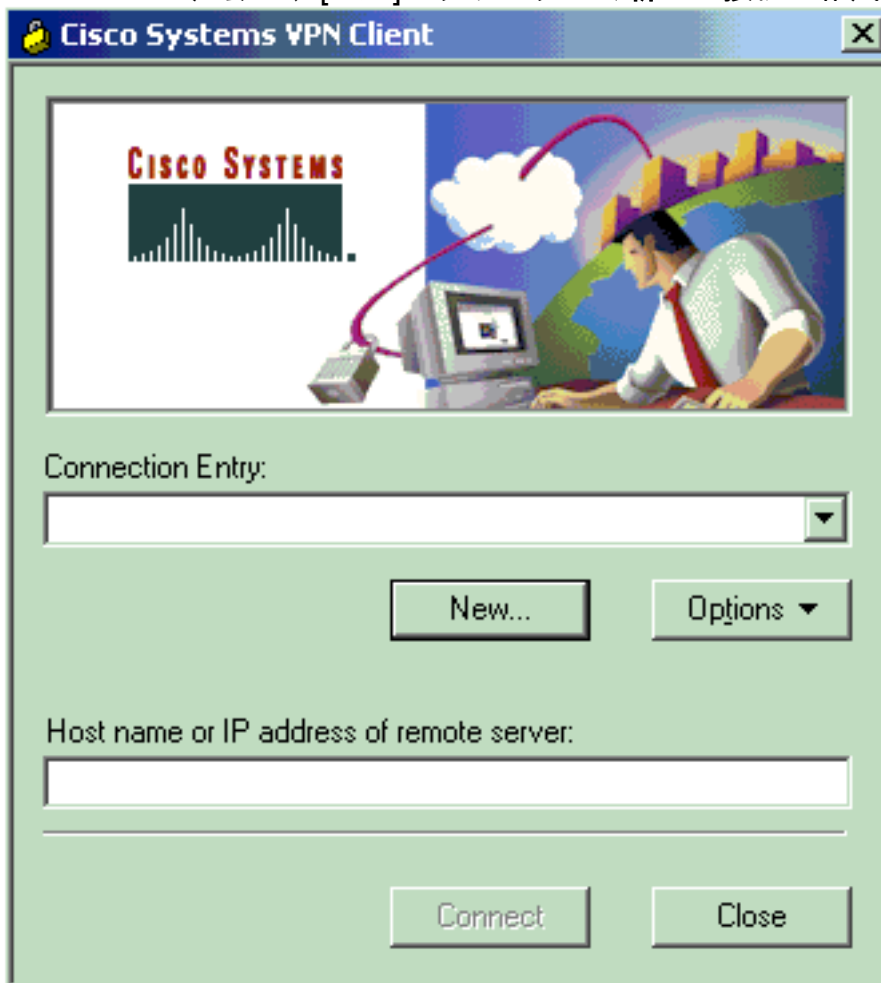 Cisco Systems VPN Client
CISCO SYSTEMS
Connection Entry:
New...
Options
Host name or IP address of remote server:
Connect
Close